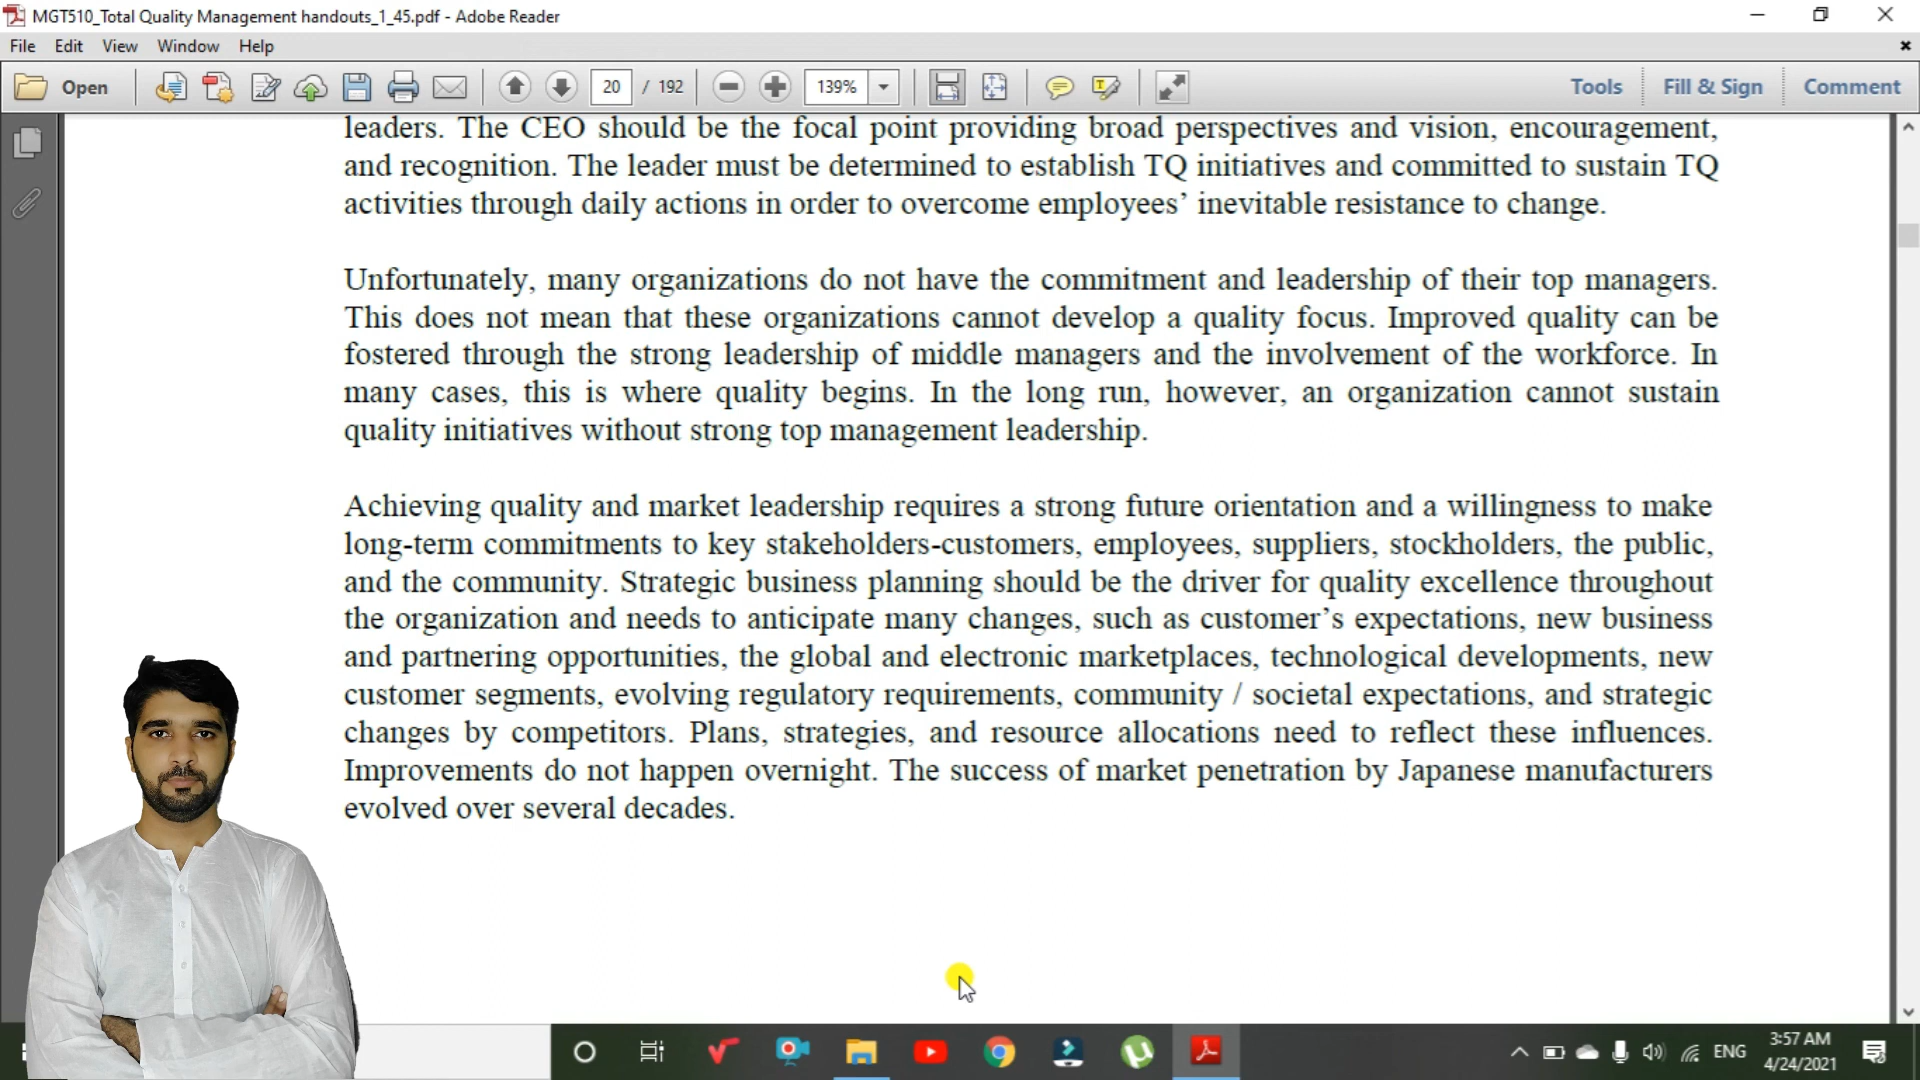 MGT510_Total Quality Management handouts_1_45.pdf - Adobe Reader
File Edit View Window Help
Open 20 / 192 139% Tools Fill & Sign Comment
leaders. The CEO should be the focal point providing broad perspectives and vision, encouragement,
and recognition. The leader must be determined to establish TQ initiatives and committed to sustain TQ
activities through daily actions in order to overcome employees’ inevitable resistance to change.
Unfortunately, many organizations do not have the commitment and leadership of their top managers.
This does not mean that these organizations cannot develop a quality focus. Improved quality can be
fostered through the strong leadership of middle managers and the involvement of the workforce. In
many cases, this is where quality begins. In the long run, however, an organization cannot sustain
quality initiatives without strong top management leadership.
Achieving quality and market leadership requires a strong future orientation and a willingness to make
long-term commitments to key stakeholders-customers, employees, suppliers, stockholders, the public,
and the community. Strategic business planning should be the driver for quality excellence throughout
the organization and needs to anticipate many changes, such as customer’s expectations, new business
and partnering opportunities, the global and electronic marketplaces, technological developments, new
customer segments, evolving regulatory requirements, community / societal expectations, and strategic
changes by competitors. Plans, strategies, and resource allocations need to reflect these influences.
Improvements do not happen overnight. The success of market penetration by Japanese manufacturers
evolved over several decades.
ENG
3:57 AM
4/24/2021